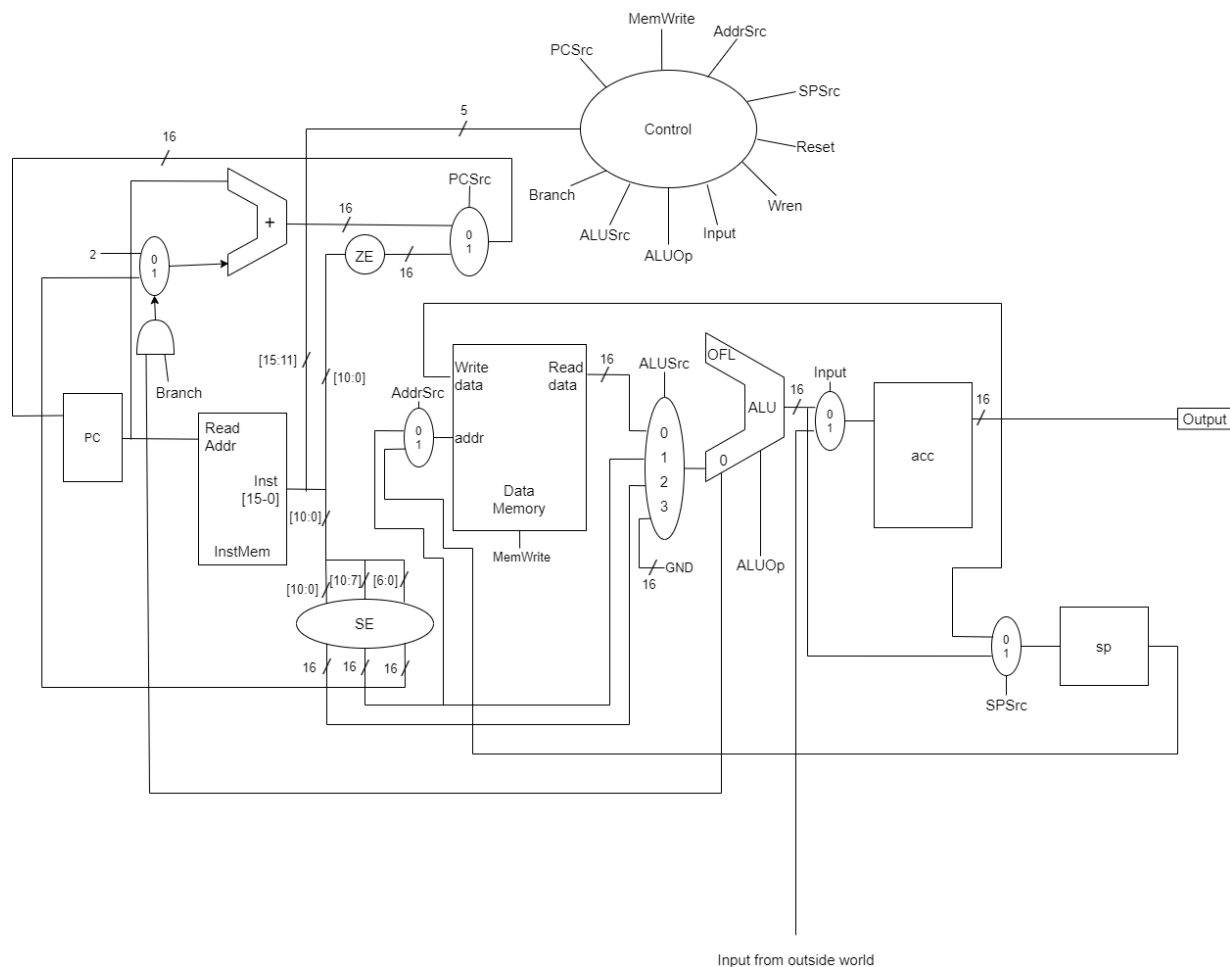 MemWrite
AddrSrc
PCSrc
SPSrc
5
Control
16
Reset
PCSrc
Branch
Wren
16
0
1
+
ALUSrc
Input
ALUOp
2
0
1
ZE
16
[15:11]
[10:0]
Branch
OFL
Write
data
Read
data
16
ALUSrc
Input
AddrSrc
16
ALU
0
1
16
Output
PC
Read
Addr
0
1
addr
0
1
2
3
0
acc
Inst
[15-0]
InstMem
[10:0]
Data
Memory
MemWrite
16
GND
ALUOp
[10:0]
[10:7]
[6:0]
SE
0
1
sp
16
16
16
SPSrc
Input from outside world